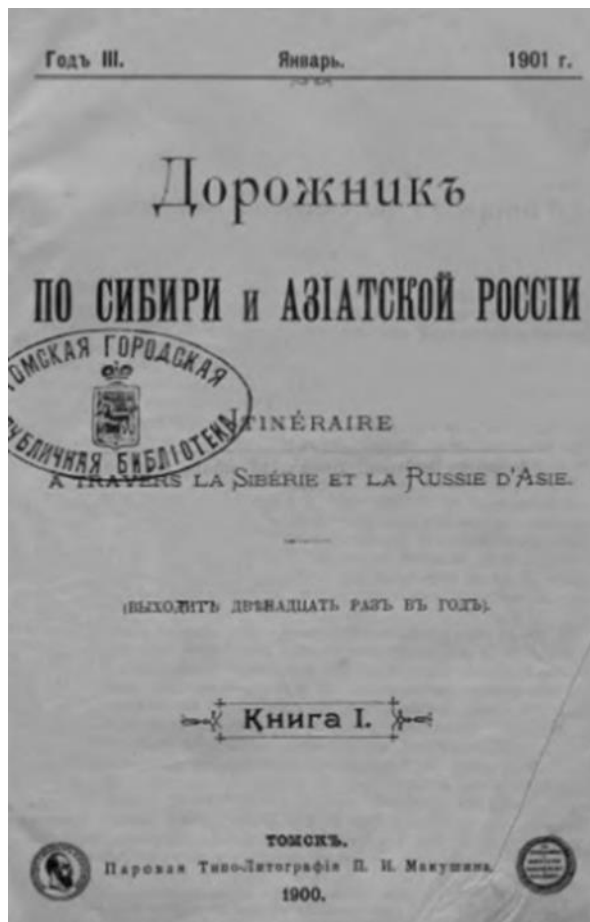 Годъ III. Январь. 1901 г.
Дорожникъ
ПО СИБИРИ и АЗІАТСКОЙ РОССІИ
ТОМСКАЯ ГОРОДСКАЯ
ПУБЛИЧНАЯ БИБЛІОТЕКА
ITINÉRAIRE
A TRAVERS LA SIBÉRIE ET LA RUSSIE D'ASIE.
(ВЫХОДИТЪ ДВѢНАДЦАТЬ РАЗЪ ВЪ ГОДЪ).
Книга I.
ТОМСКЪ.
Паровая Типо-Литографія П. И. Макушина.
1900.